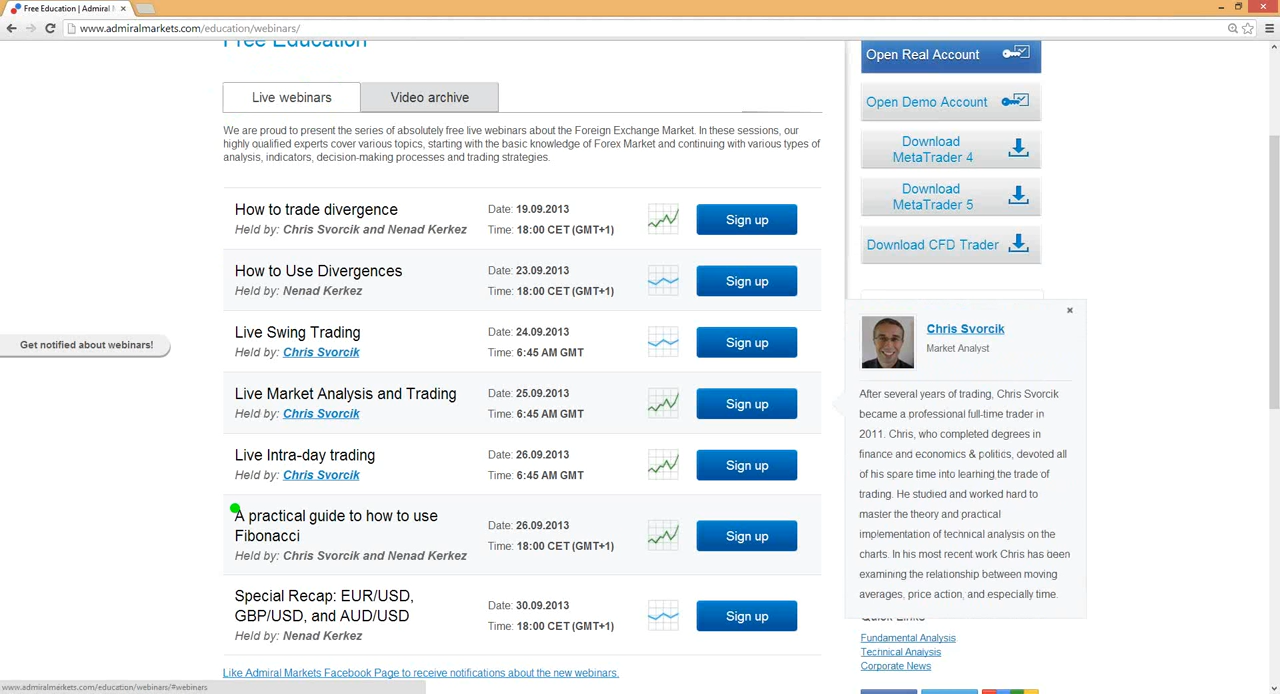 Free Education | Admiral M
www.admiralmarkets.com/education/webinars/
Free Education
Live webinars
Video archive
We are proud to present the series of absolutely free live webinars about the Foreign Exchange Market. In these sessions, our
highly qualified experts cover various topics, starting with the basic knowledge of Forex Market and continuing with various types of
analysis, indicators, decision-making processes and trading strategies.
How to trade divergence
Held by: Chris Svorcik and Nenad Kerkez
Date: 19.09.2013
Time: 18:00 CET (GMT+1)
Sign up
How to Use Divergences
Held by: Nenad Kerkez
Date: 23.09.2013
Time: 18:00 CET (GMT+1)
Sign up
Live Swing Trading
Held by: Chris Svorcik
Date: 24.09.2013
Time: 6:45 AM GMT
Sign up
Live Market Analysis and Trading
Held by: Chris Svorcik
Date: 25.09.2013
Time: 6:45 AM GMT
Sign up
Live Intra-day trading
Held by: Chris Svorcik
Date: 26.09.2013
Time: 6:45 AM GMT
Sign up
A practical guide to how to use
Fibonacci
Held by: Chris Svorcik and Nenad Kerkez
Date: 26.09.2013
Time: 18:00 CET (GMT+1)
Sign up
Special Recap: EUR/USD,
GBP/USD, and AUD/USD
Held by: Nenad Kerkez
Date: 30.09.2013
Time: 18:00 CET (GMT+1)
Sign up
Like Admiral Markets Facebook Page to receive notifications about the new webinars.
Get notified about webinars!
Open Real Account
Open Demo Account
Download
MetaTrader 4
Download
MetaTrader 5
Download CFD Trader
Chris Svorcik
Market Analyst
After several years of trading, Chris Svorcik
became a professional full-time trader in
2011. Chris, who completed degrees in
finance and economics & politics, devoted all
of his spare time into learning the trade of
trading. He studied and worked hard to
master the theory and practical
implementation of technical analysis on the
charts. In his most recent work Chris has been
examining the relationship between moving
averages, price action, and especially time.
Quick Links
Fundamental Analysis
Technical Analysis
Corporate News
www.admiralmarkets.com/education/webinars/#webinars